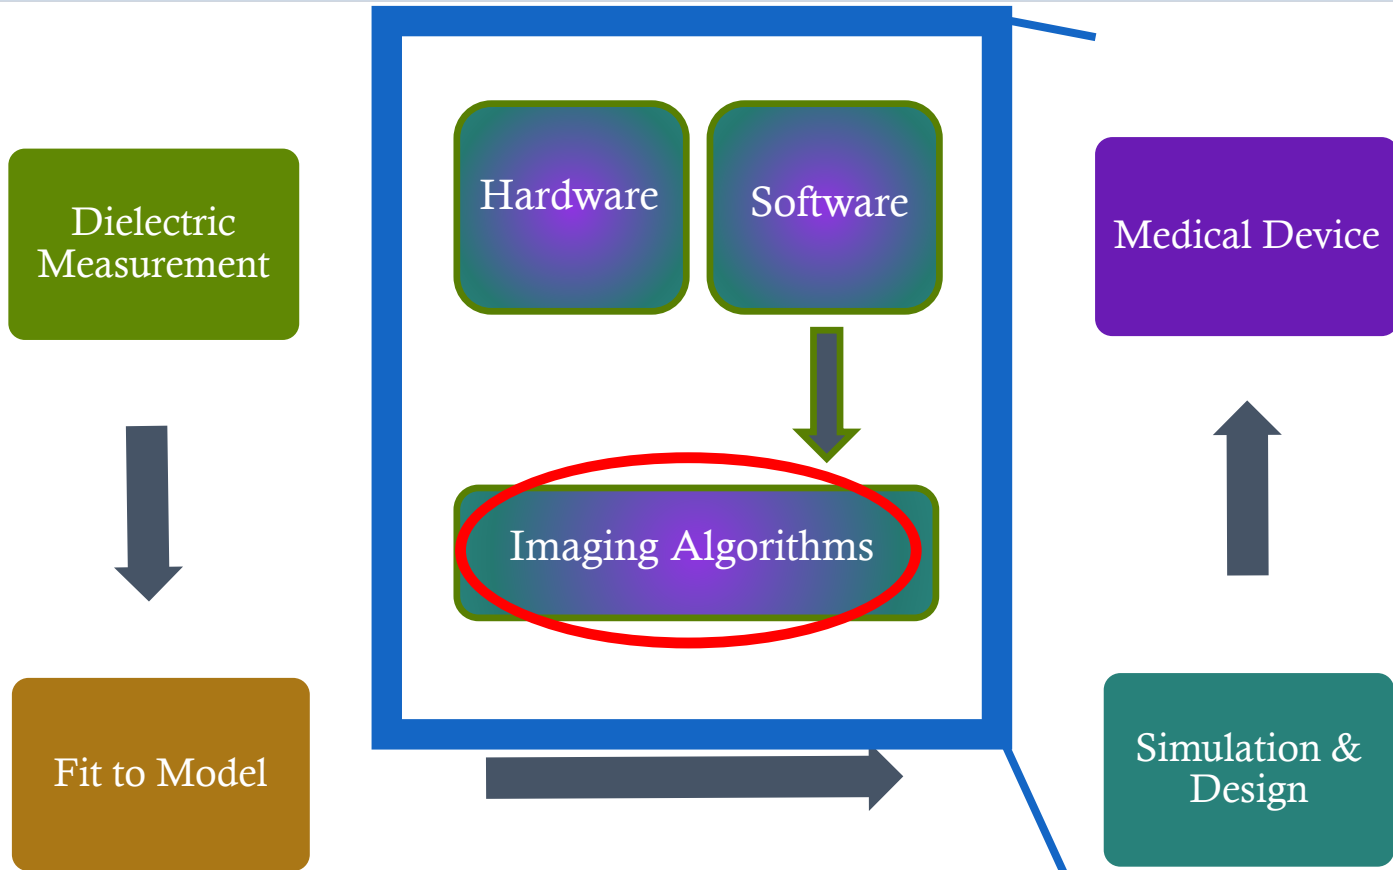 Dielectric
Measurement
Fit to Model
Hardware
Software
Imaging Algorithms
Medical Device
Simulation &
Design